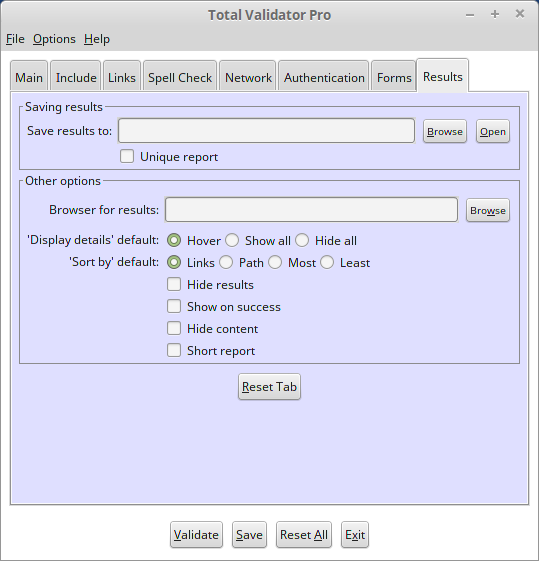 Total Validator Pro
File Options Help
Main Include Links Spell Check Network Authentication Forms Results
Saving results
Save results to: Browse Open
Unique report
Other options
Browser for results: Browse
'Display details' default: Hover Show all Hide all
'Sort by' default: Links Path Most Least
Hide results
Show on success
Hide content
Short report
Reset Tab
Validate Save Reset All Exit